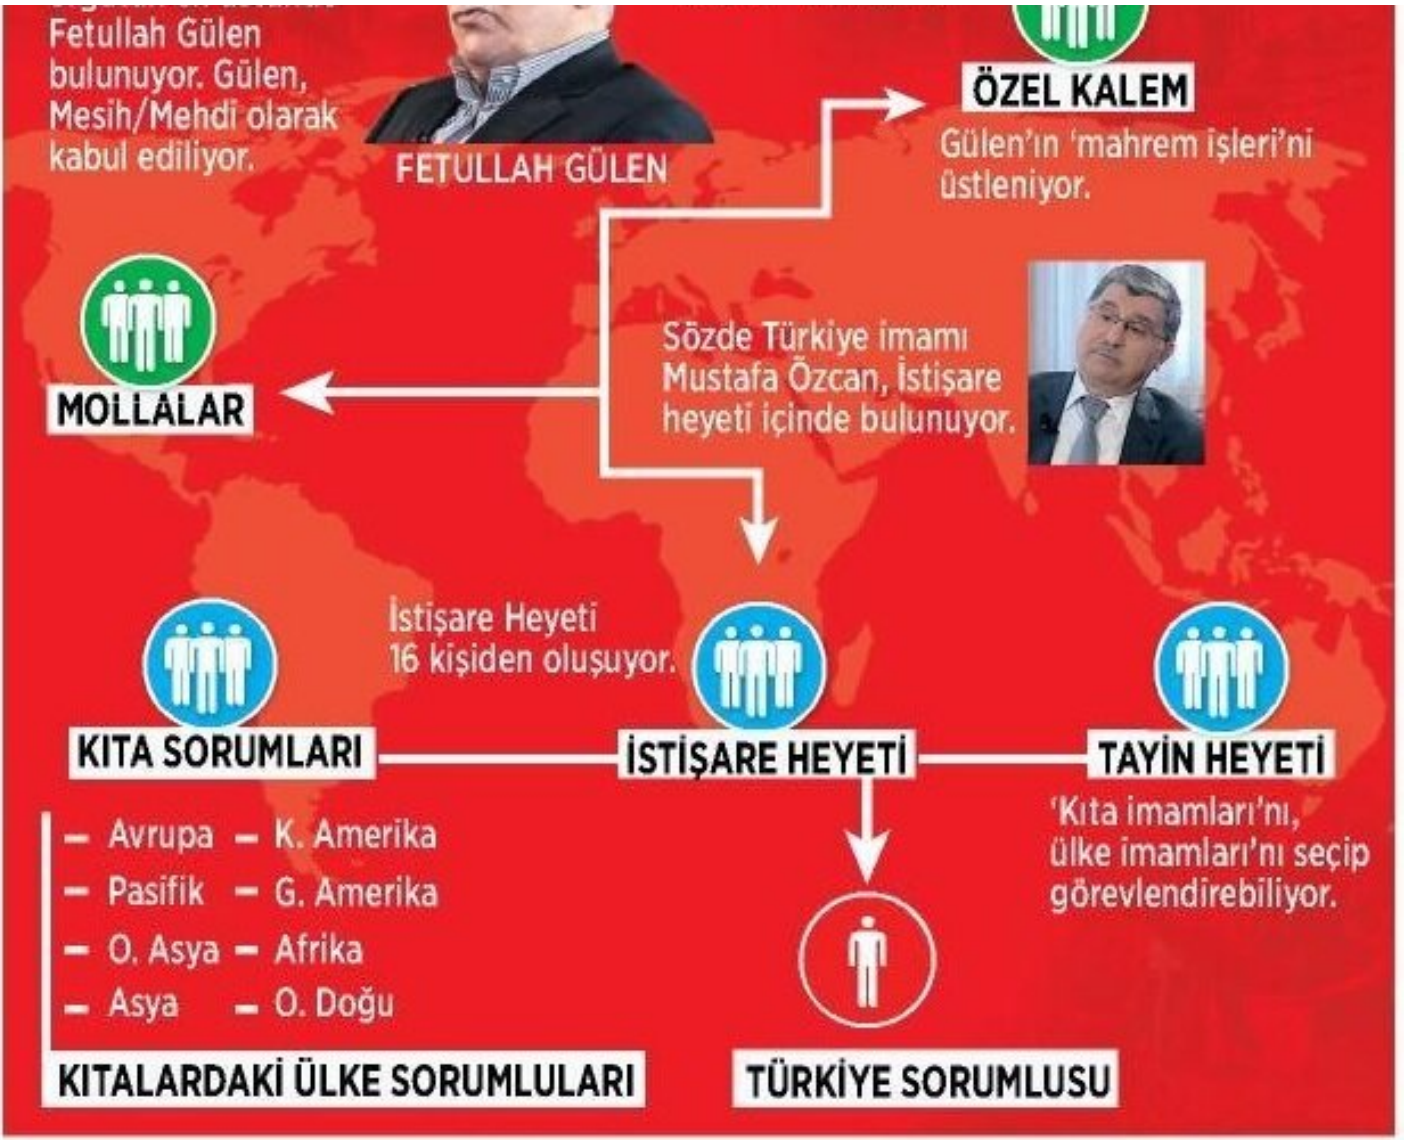 Fetullah Gülen
bulunuyor. Gülen,
Mesih/Mehdi olarak
kabul ediliyor.
FETULLAH GÜLEN
ÖZEL KALEM
Gülen'ın 'mahrem işleri'ni
üstleniyor.
MOLLALAR
Sözde Türkiye imamı
Mustafa Özcan, İstişare
heyeti içinde bulunuyor.
İstişare Heyeti
16 kişiden oluşuyor.
KITA SORUMLARI
İSTİŞARE HEYETİ
TAYİN HEYETİ
'Kıta imamları'nı,
ülke imamları'nı seçip
görevlendirebiliyor.
– Avrupa – K. Amerika
– Pasifik – G. Amerika
– O. Asya – Afrika
– Asya – O. Doğu
KITALARDAKİ ÜLKE SORUMLULARI
TÜRKİYE SORUMLUSU